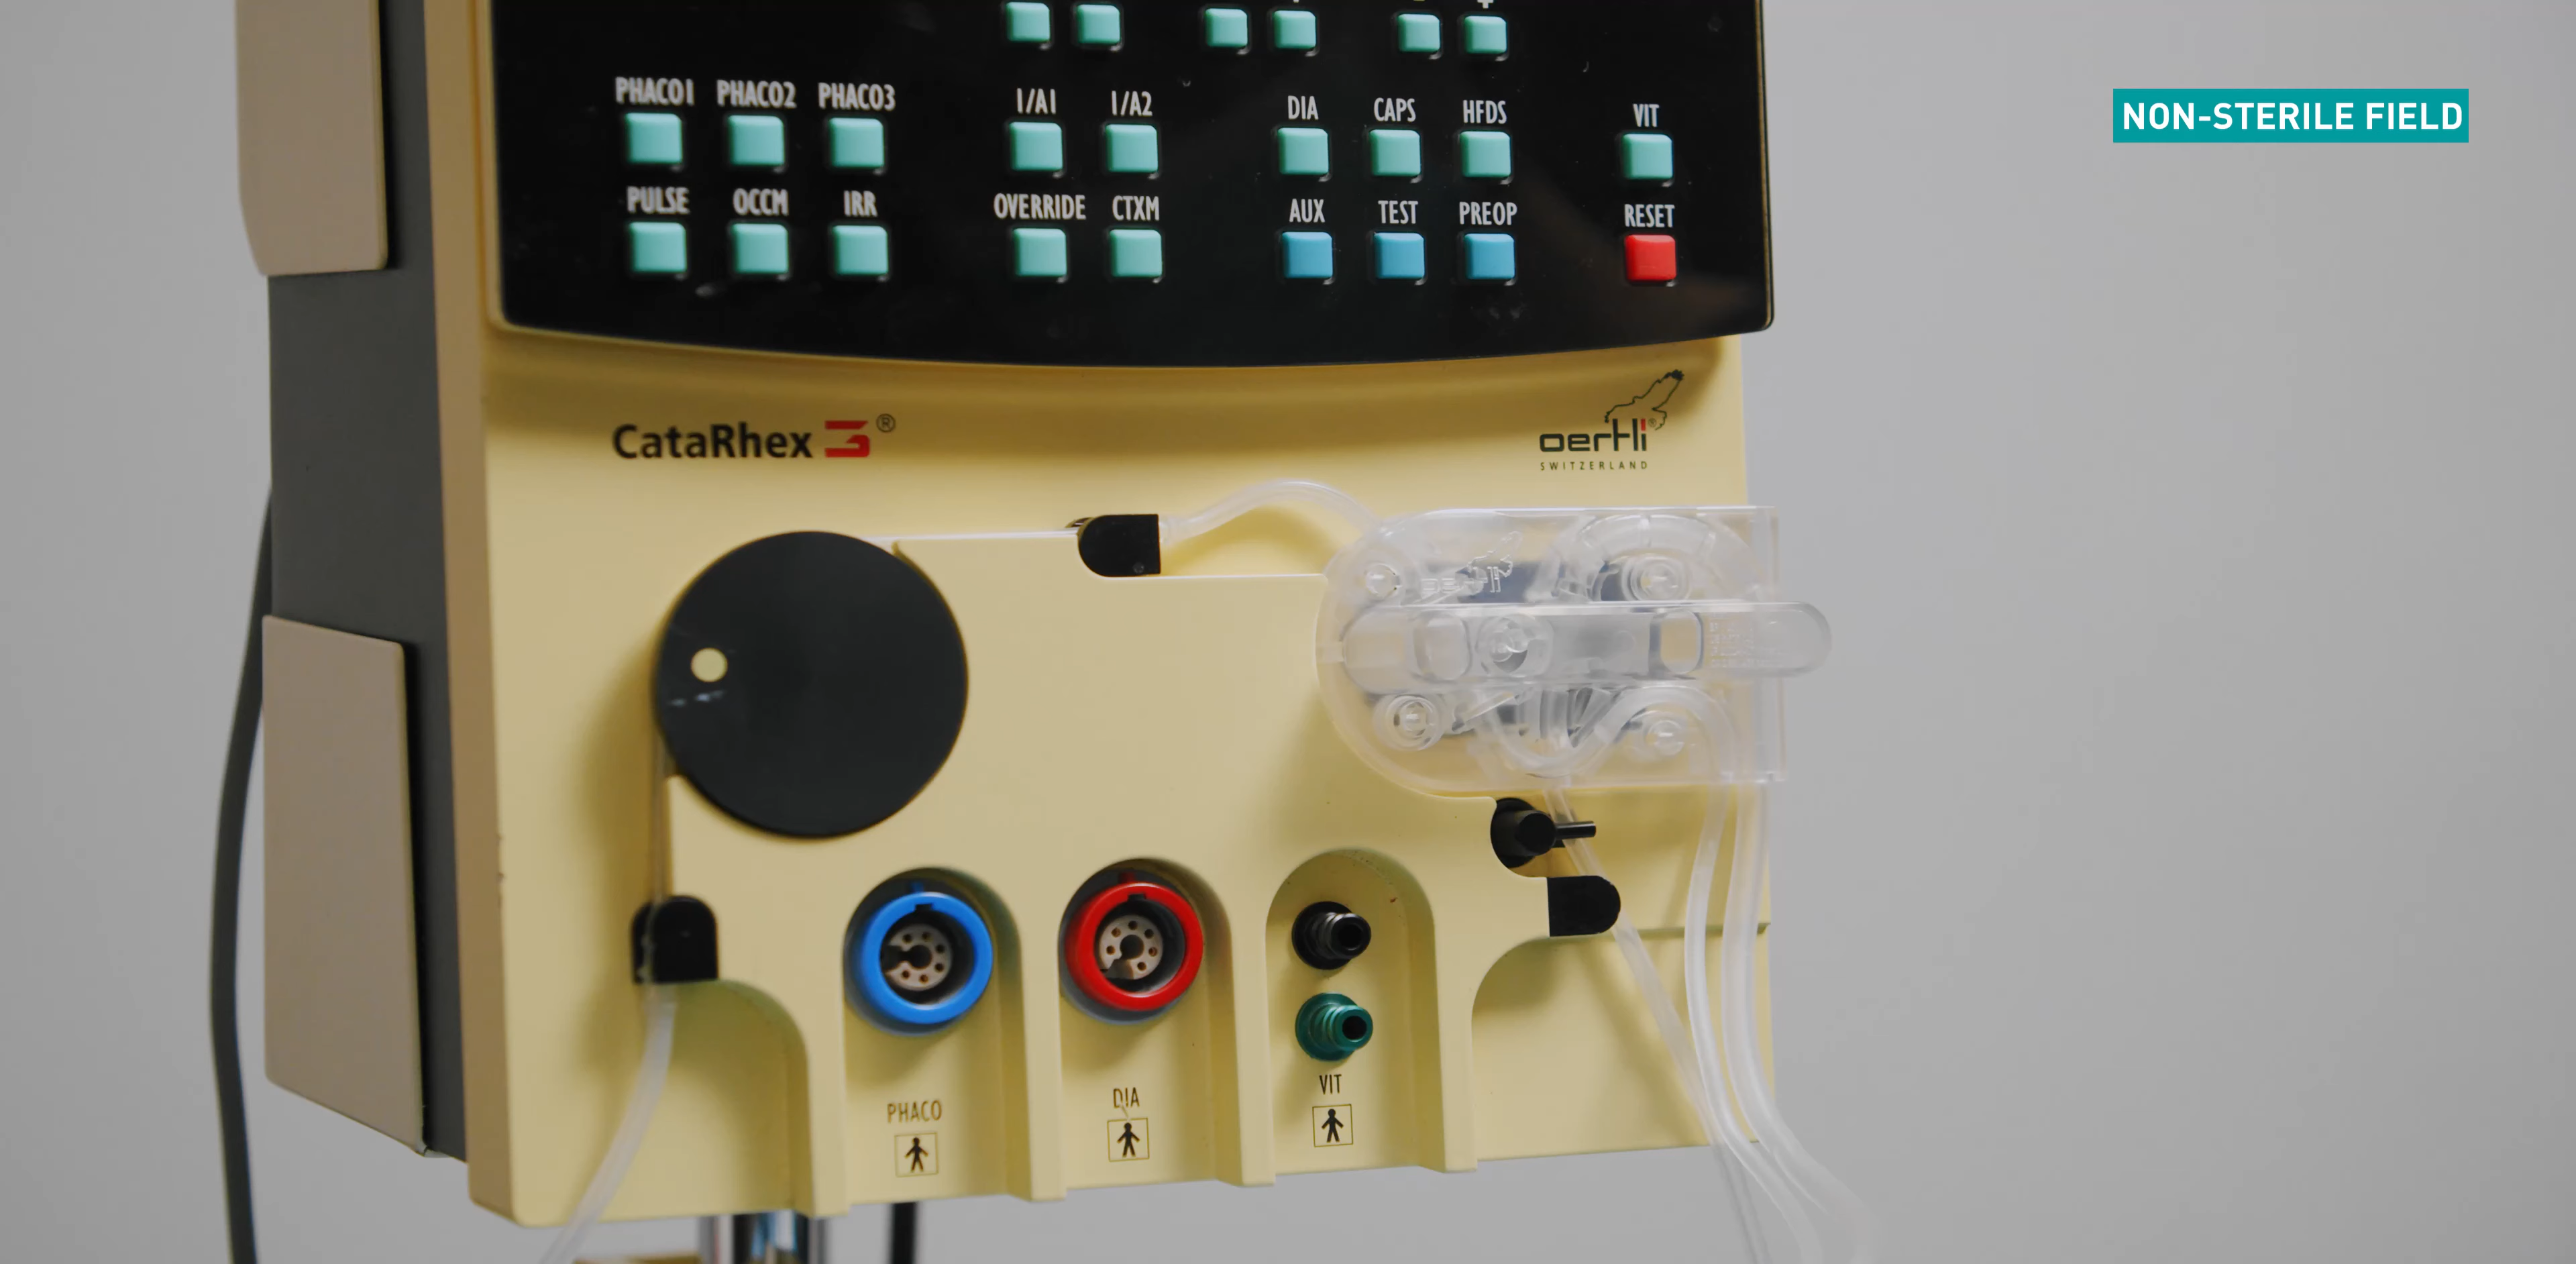 NON-STERILE FIELD
PHACO1 PHACO2 PHACO3 I/A1 I/A2 DIA CAPS HFDS VIT
PULSE OCCM IRR OVERRIDE CTXM AUX TEST PREOP RESET
CataRhex 3®
oertli®
SWITZERLAND
PHACO DIA VIT